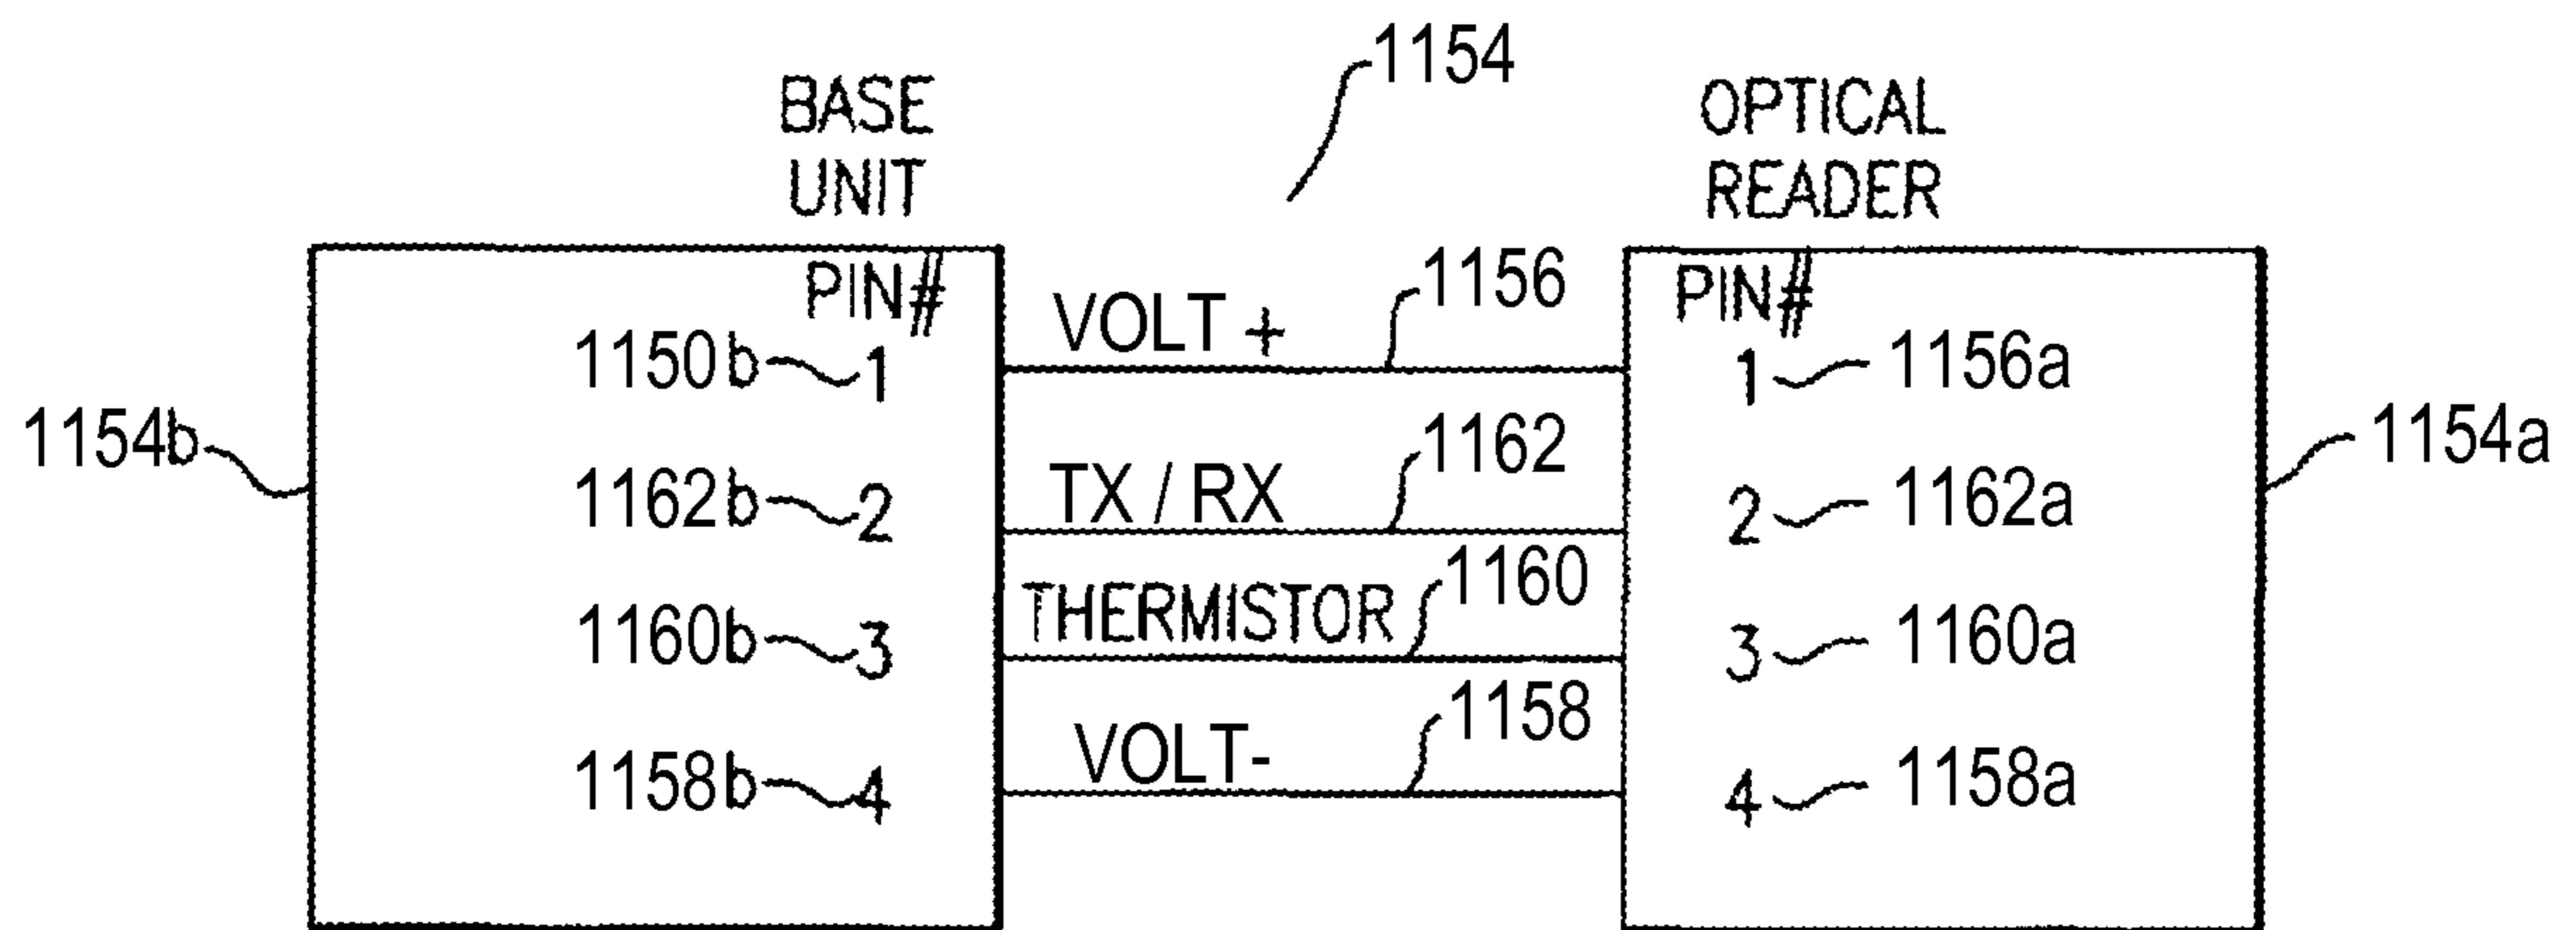 1154
BASE
UNIT
OPTICAL
READER
PIN#
VOLT +
1156
PIN#
1150b
1
1
1156a
1154b
1162b
2
TX / RX
1162
2
1162a
1154a
1160b
3
THERMISTOR
1160
3
1160a
1158b
4
VOLT-
1158
4
1158a